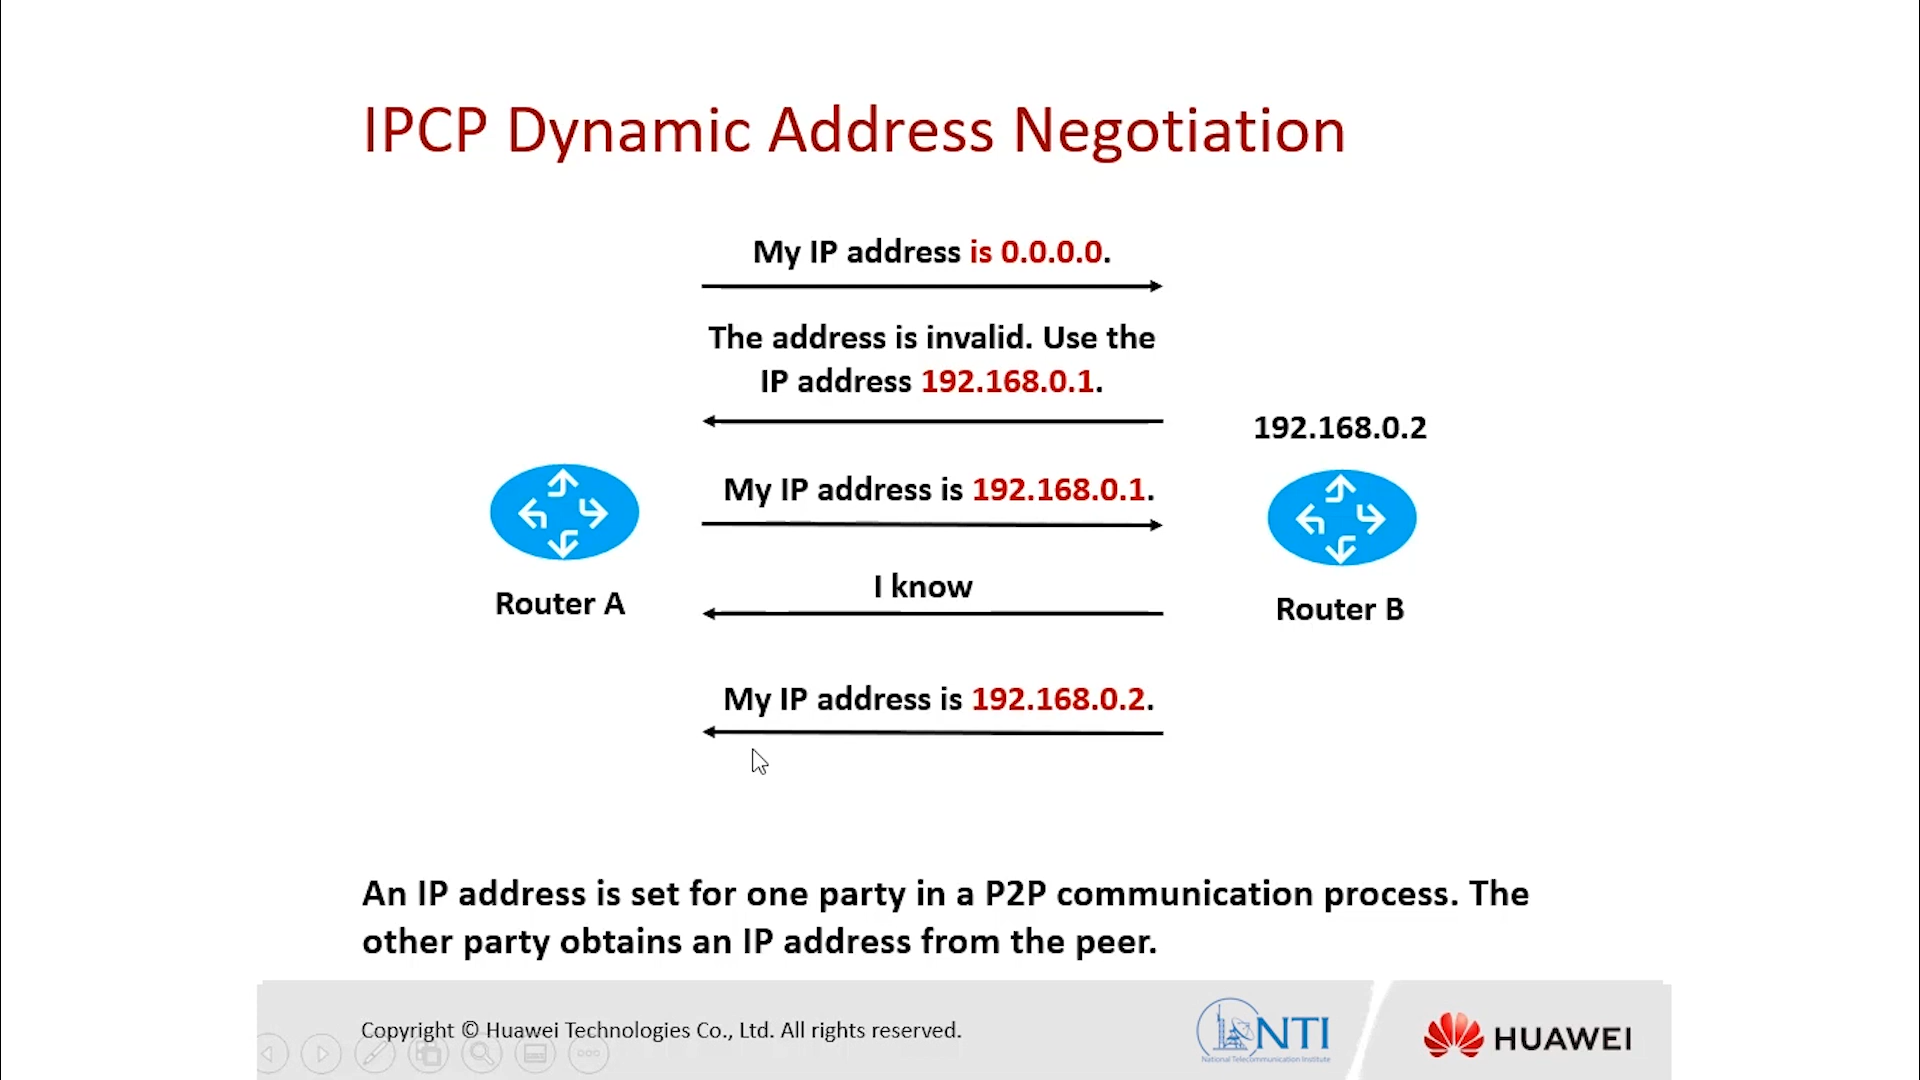 IPCP Dynamic Address Negotiation
My IP address is 0.0.0.0.
The address is invalid. Use the
IP address 192.168.0.1.
192.168.0.2
My IP address is 192.168.0.1.
I know
Router A
Router B
My IP address is 192.168.0.2.
An IP address is set for one party in a P2P communication process. The
other party obtains an IP address from the peer.
Copyright © Huawei Technologies Co., Ltd. All rights reserved.
NTI
National Telecommunication Institute
HUAWEI